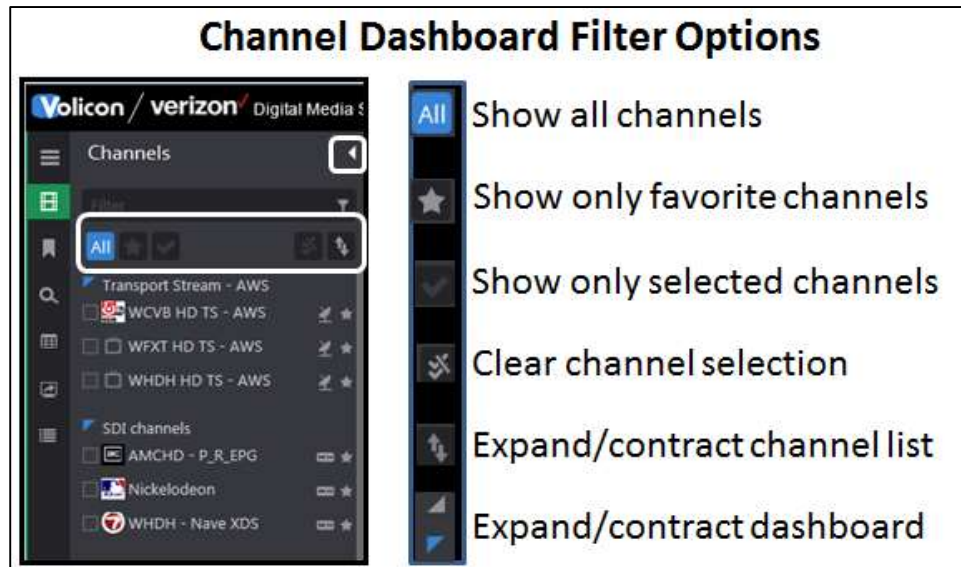 Channel Dashboard Filter Options
Volicon / verizon Digital Media S
Channels
Filter
All
Transport Stream - AWS
WCVB HD TS - AWS
WFXT HD TS - AWS
WHDH HD TS - AWS
SDI channels
AMCHD - P_R_EPG
Nickelodeon
WHDH - Nave XDS
All Show all channels
Show only favorite channels
Show only selected channels
Clear channel selection
Expand/contract channel list
Expand/contract dashboard